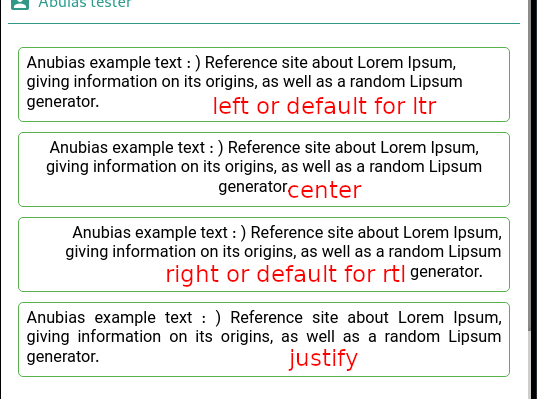 Abulas tester
Anubias example text : ) Reference site about Lorem Ipsum,
giving information on its origins, as well as a random Lipsum
generator.
left or default for ltr
Anubias example text : ) Reference site about Lorem Ipsum,
giving information on its origins, as well as a random Lipsum
generator.
center
Anubias example text : ) Reference site about Lorem Ipsum,
giving information on its origins, as well as a random Lipsum
right or default for rtl generator.
Anubias example text : ) Reference site about Lorem Ipsum,
giving information on its origins, as well as a random Lipsum
generator.
justify